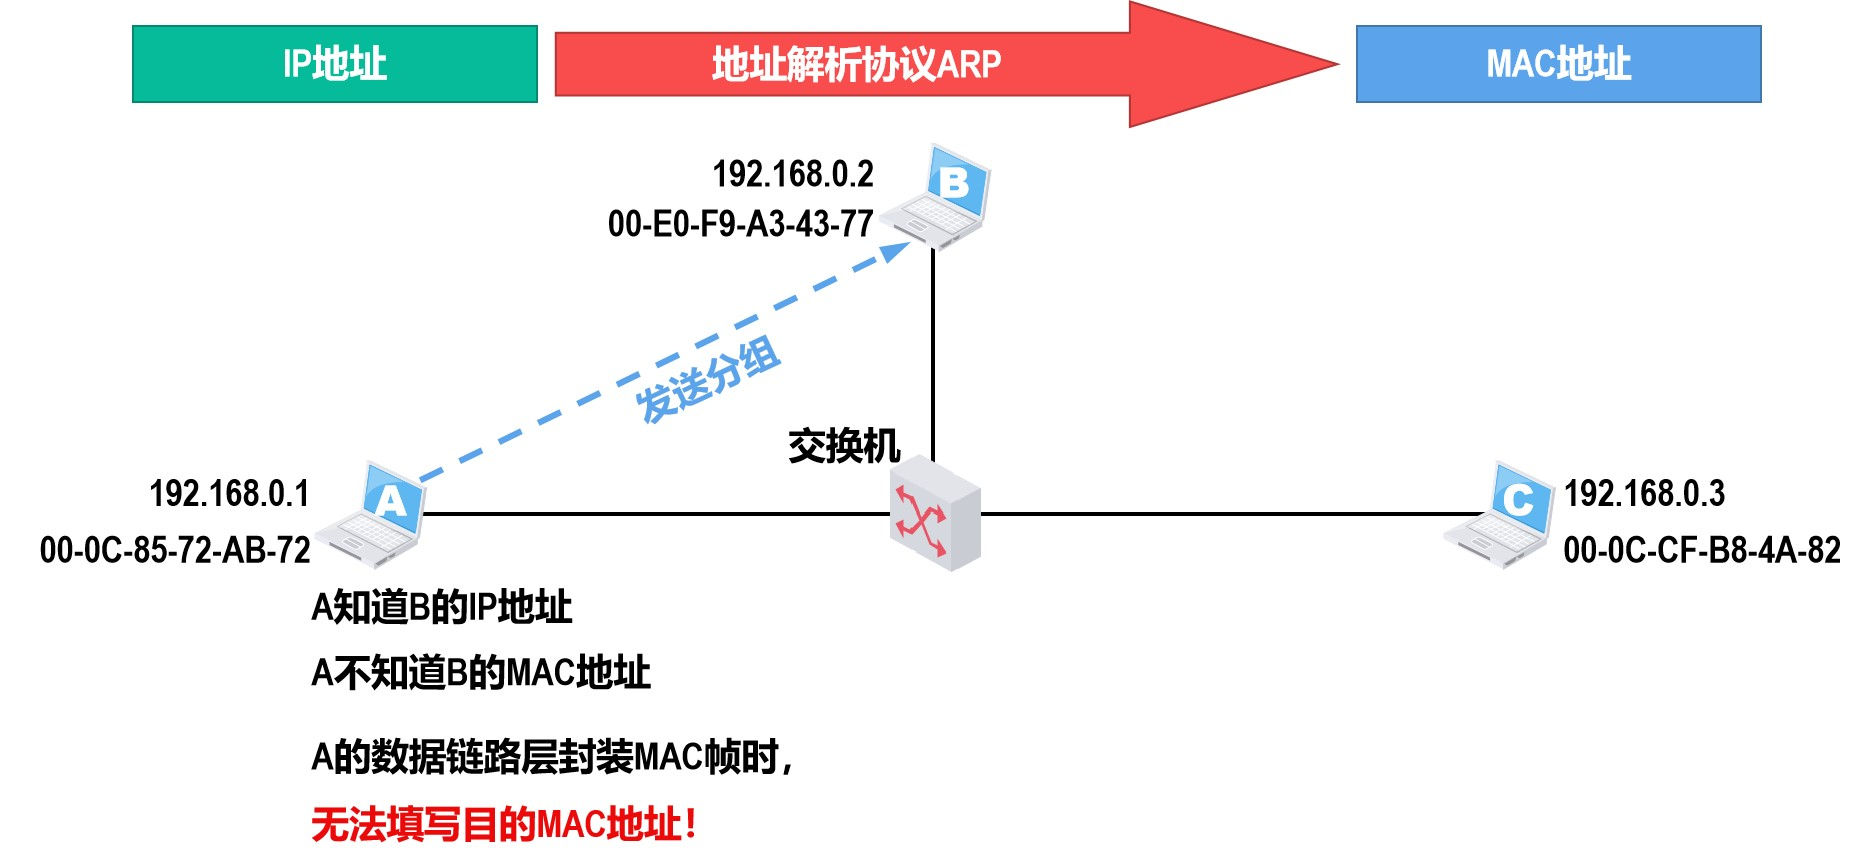 IP地址
地址解析协议ARP
MAC地址
192.168.0.2
00-E0-F9-A3-43-77
B
发送分组
交换机
192.168.0.1
00-0C-85-72-AB-72
A
C
192.168.0.3
00-0C-CF-B8-4A-82
A知道B的IP地址
A不知道B的MAC地址
A的数据链路层封装MAC帧时，
无法填写目的MAC地址！